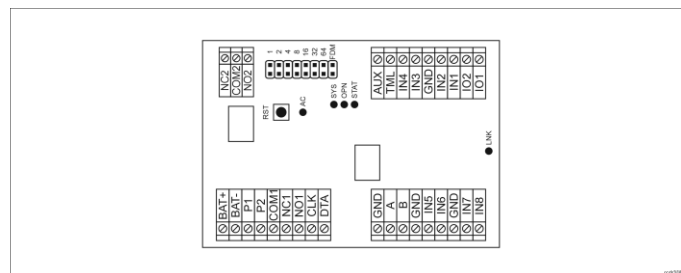 NC2
COM2
NO2
1
2
4
8
16
32
64
FDM
RST
AC
SYS
OPN
STAT
AUX
TML
IN4
IN3
GND
IN2
IN1
IO2
IO1
LNK
BAT+
BAT-
P1
P2
COM1
NC1
NO1
CLK
DTA
GND
A
B
GND
IN5
IN6
GND
IN7
IN8